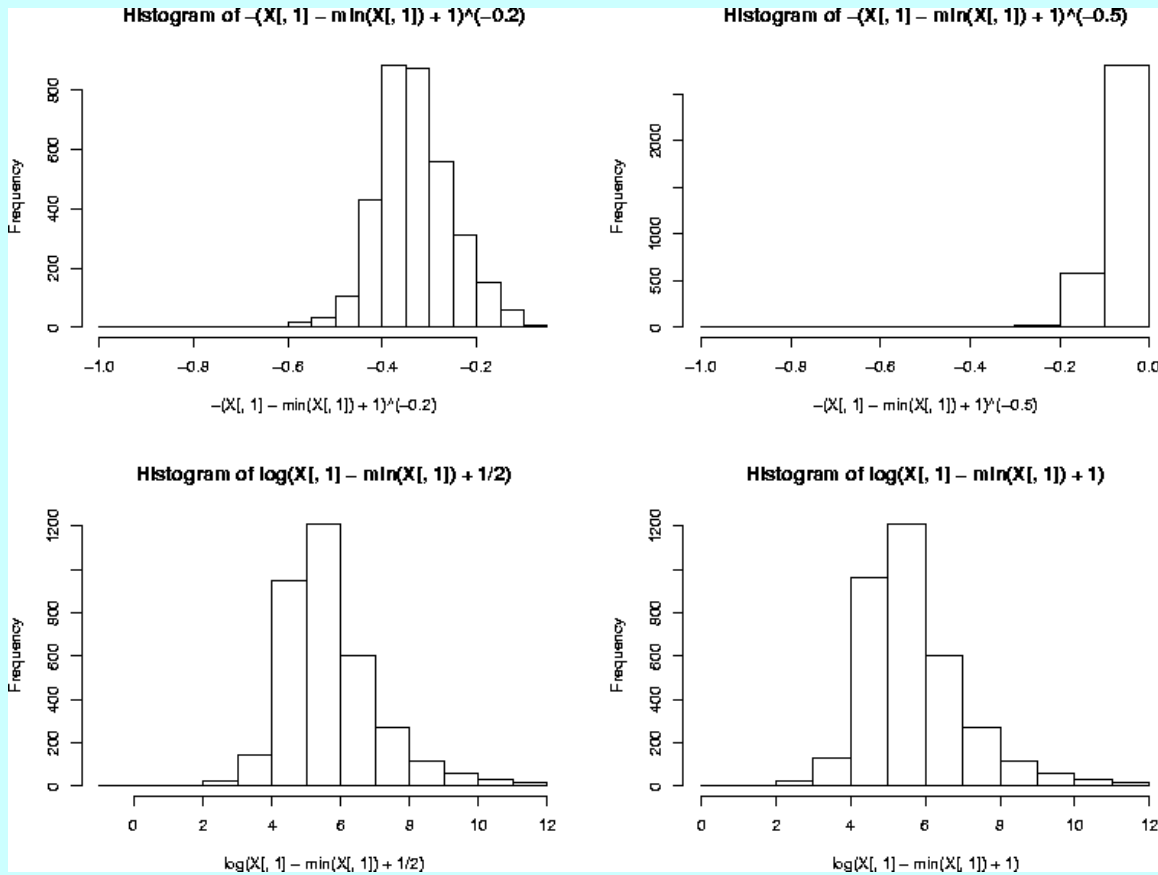 Histogram of −(X[, 1] − min(X[, 1]) + 1)^(−0.2)
Frequency
800
600
400
200
0
−1.0 −0.8 −0.6 −0.4 −0.2
−(X[, 1] − min(X[, 1]) + 1)^(−0.2)
Histogram of −(X[, 1] − min(X[, 1]) + 1)^(−0.5)
Frequency
2000
1000
500
0
−1.0 −0.8 −0.6 −0.4 −0.2 0.0
−(X[, 1] − min(X[, 1]) + 1)^(−0.5)
Histogram of log(X[, 1] − min(X[, 1]) + 1/2)
Frequency
1200
800
600
400
200
0
0 2 4 6 8 10 12
log(X[, 1] − min(X[, 1]) + 1/2)
Histogram of log(X[, 1] − min(X[, 1]) + 1)
Frequency
1200
800
600
400
200
0
0 2 4 6 8 10 12
log(X[, 1] − min(X[, 1]) + 1)